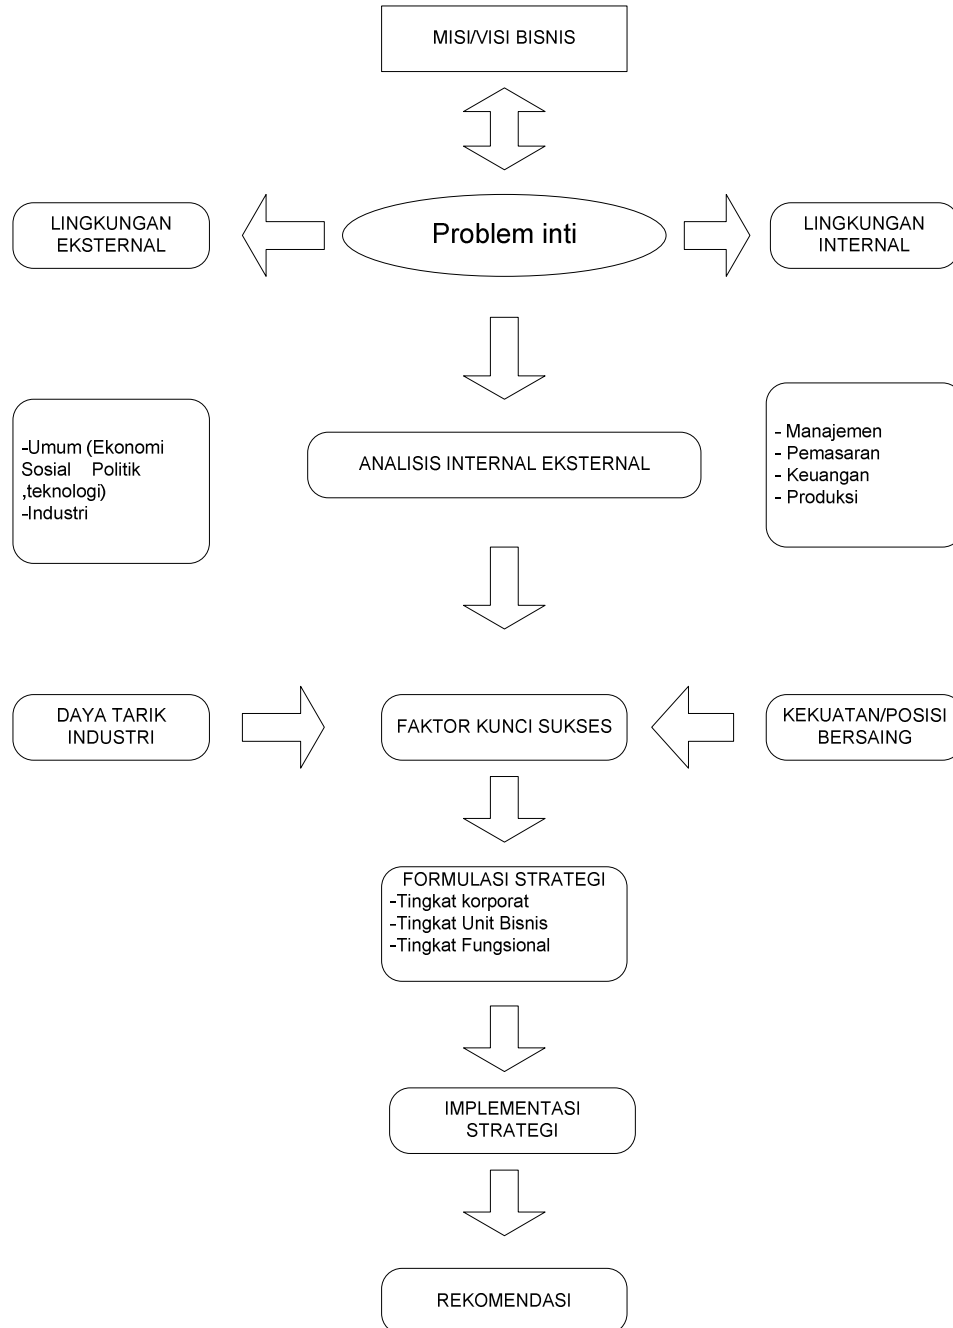 MISI/VISI BISNIS
LINGKUNGAN
EKSTERNAL
Problem inti
LINGKUNGAN
INTERNAL
-Umum (Ekonomi
Sosial Politik
,teknologi)
-Industri
ANALISIS INTERNAL EKSTERNAL
- Manajemen
- Pemasaran
- Keuangan
- Produksi
DAYA TARIK
INDUSTRI
FAKTOR KUNCI SUKSES
KEKUATAN/POSISI
BERSAING
FORMULASI STRATEGI
-Tingkat korporat
-Tingkat Unit Bisnis
-Tingkat Fungsional
IMPLEMENTASI
STRATEGI
REKOMENDASI